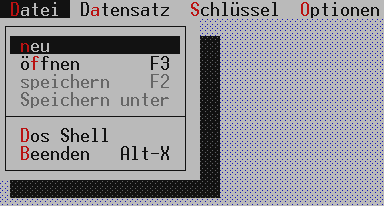 Datei Datensatz Schlüssel Optionen
neu
öffnen F3
speichern F2
Speichern unter
Dos Shell
Beenden Alt-X